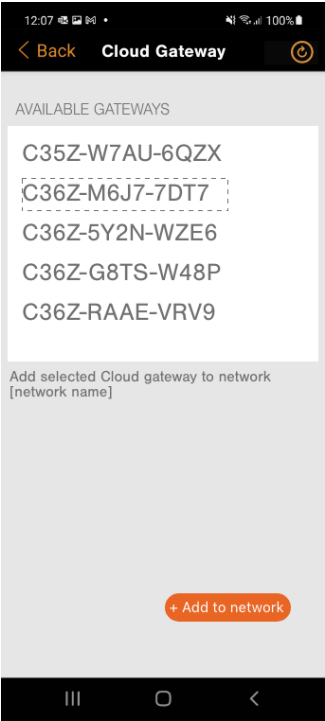 12:07 100%
Back Cloud Gateway
AVAILABLE GATEWAYS
C35Z-W7AU-6QZX
C36Z-M6J7-7DT7
C36Z-5Y2N-WZE6
C36Z-G8TS-W48P
C36Z-RAAE-VRV9
Add selected Cloud gateway to network
[network name]
+ Add to network